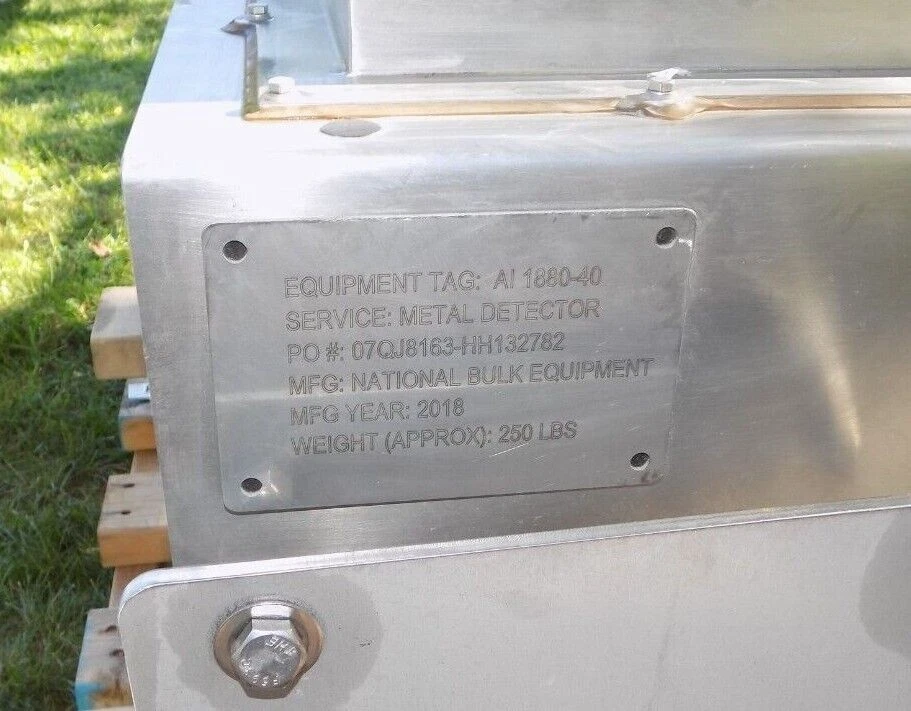 EQUIPMENT TAG: AI 1880-40
SERVICE: METAL DETECTOR
PO #: 07QJ8163-HH132782
MFG: NATIONAL BULK EQUIPMENT
MFG YEAR: 2018
WEIGHT (APPROX): 250 LBS
THE